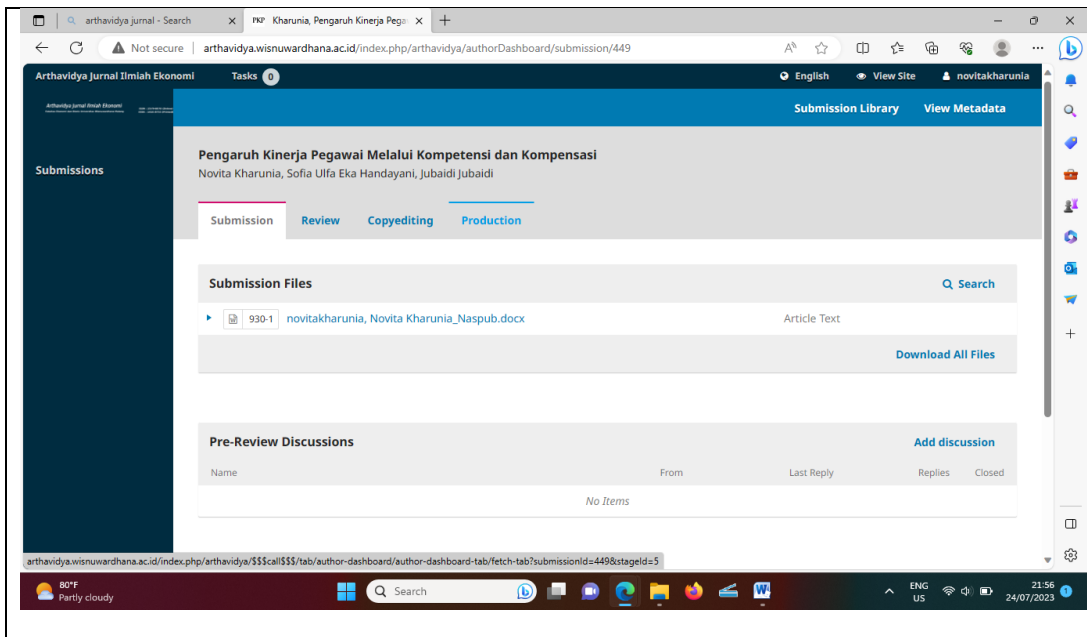 arthavidya jurnal - Search
PKP Kharunia, Pengaruh Kinerja Pega
Not secure arthavidya.wisnuwardhana.ac.id/index.php/arthavidya/authorDashboard/submission/449
Arthavidya Jurnal Ilmiah Ekonomi Tasks 0 English View Site novitakharunia
Arthavidya Jurnal Ilmiah Ekonomi
Submission Library View Metadata
Submissions
Pengaruh Kinerja Pegawai Melalui Kompetensi dan Kompensasi
Novita Kharunia, Sofia Ulfa Eka Handayani, Jubaidi Jubaidi
Submission Review Copyediting Production
Submission Files Search
930-1 novitakharunia, Novita Kharunia_Naspub.docx Article Text
Download All Files
Pre-Review Discussions Add discussion
Name From Last Reply Replies Closed
No Items
arthavidya.wisnuwardhana.ac.id/index.php/arthavidya/$$$call$$$/tab/author-dashboard/author-dashboard-tab/fetch-tab?submissionId=449&stageId=5
80°F
Partly cloudy
Search
ENG
US
21:56
24/07/2023
1